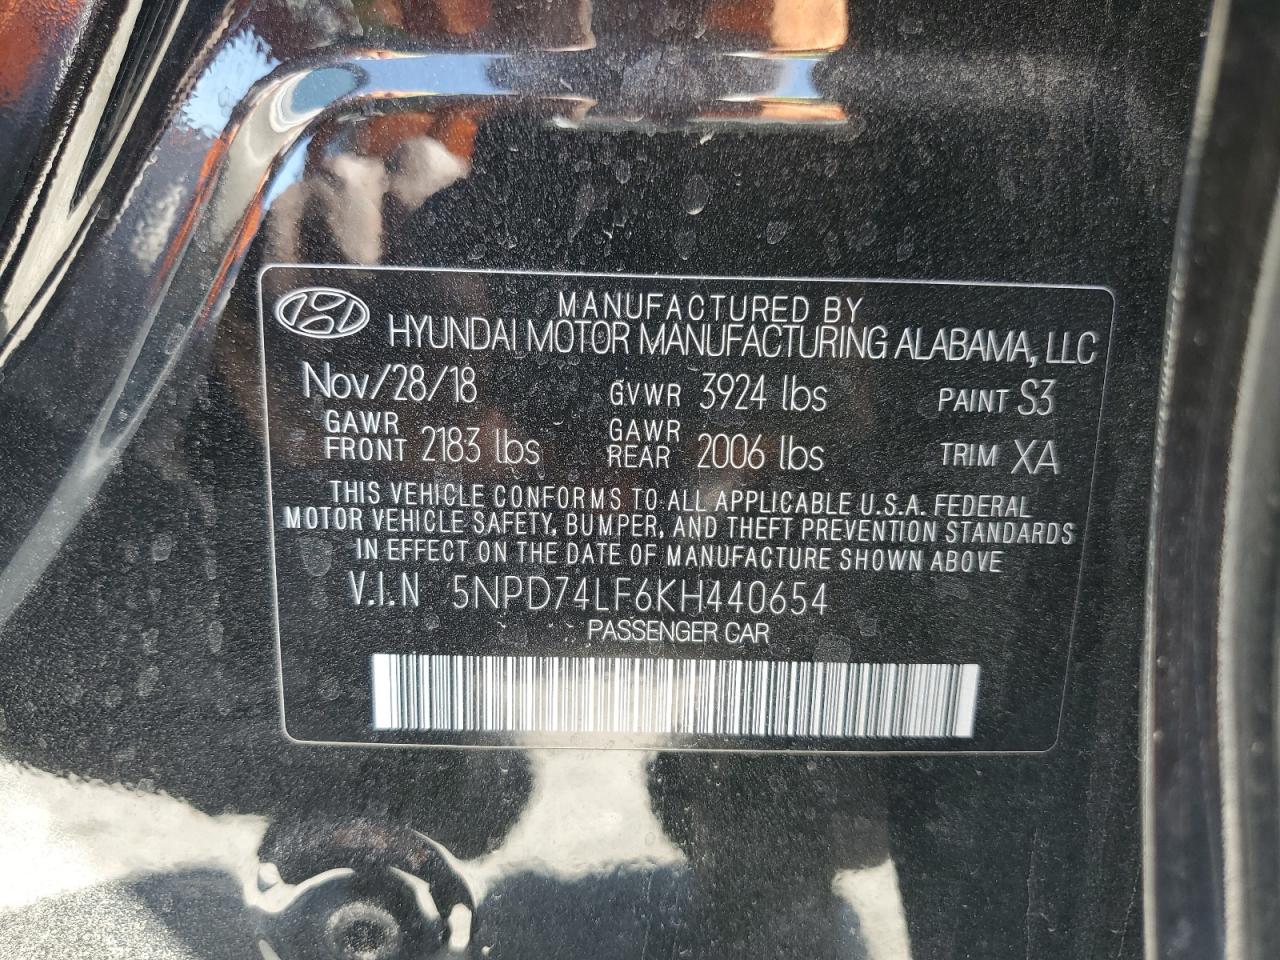 MANUFACTURED BY
HYUNDAI MOTOR MANUFACTURING ALABAMA, LLC
Nov/28/18 GVWR 3924 lbs PAINT S3
GAWR FRONT 2183 lbs GAWR REAR 2006 lbs TRIM XA
THIS VEHICLE CONFORMS TO ALL APPLICABLE U.S.A. FEDERAL
MOTOR VEHICLE SAFETY, BUMPER, AND THEFT PREVENTION STANDARDS
IN EFFECT ON THE DATE OF MANUFACTURE SHOWN ABOVE
V.I.N 5NPD74LF6KH440654
PASSENGER CAR